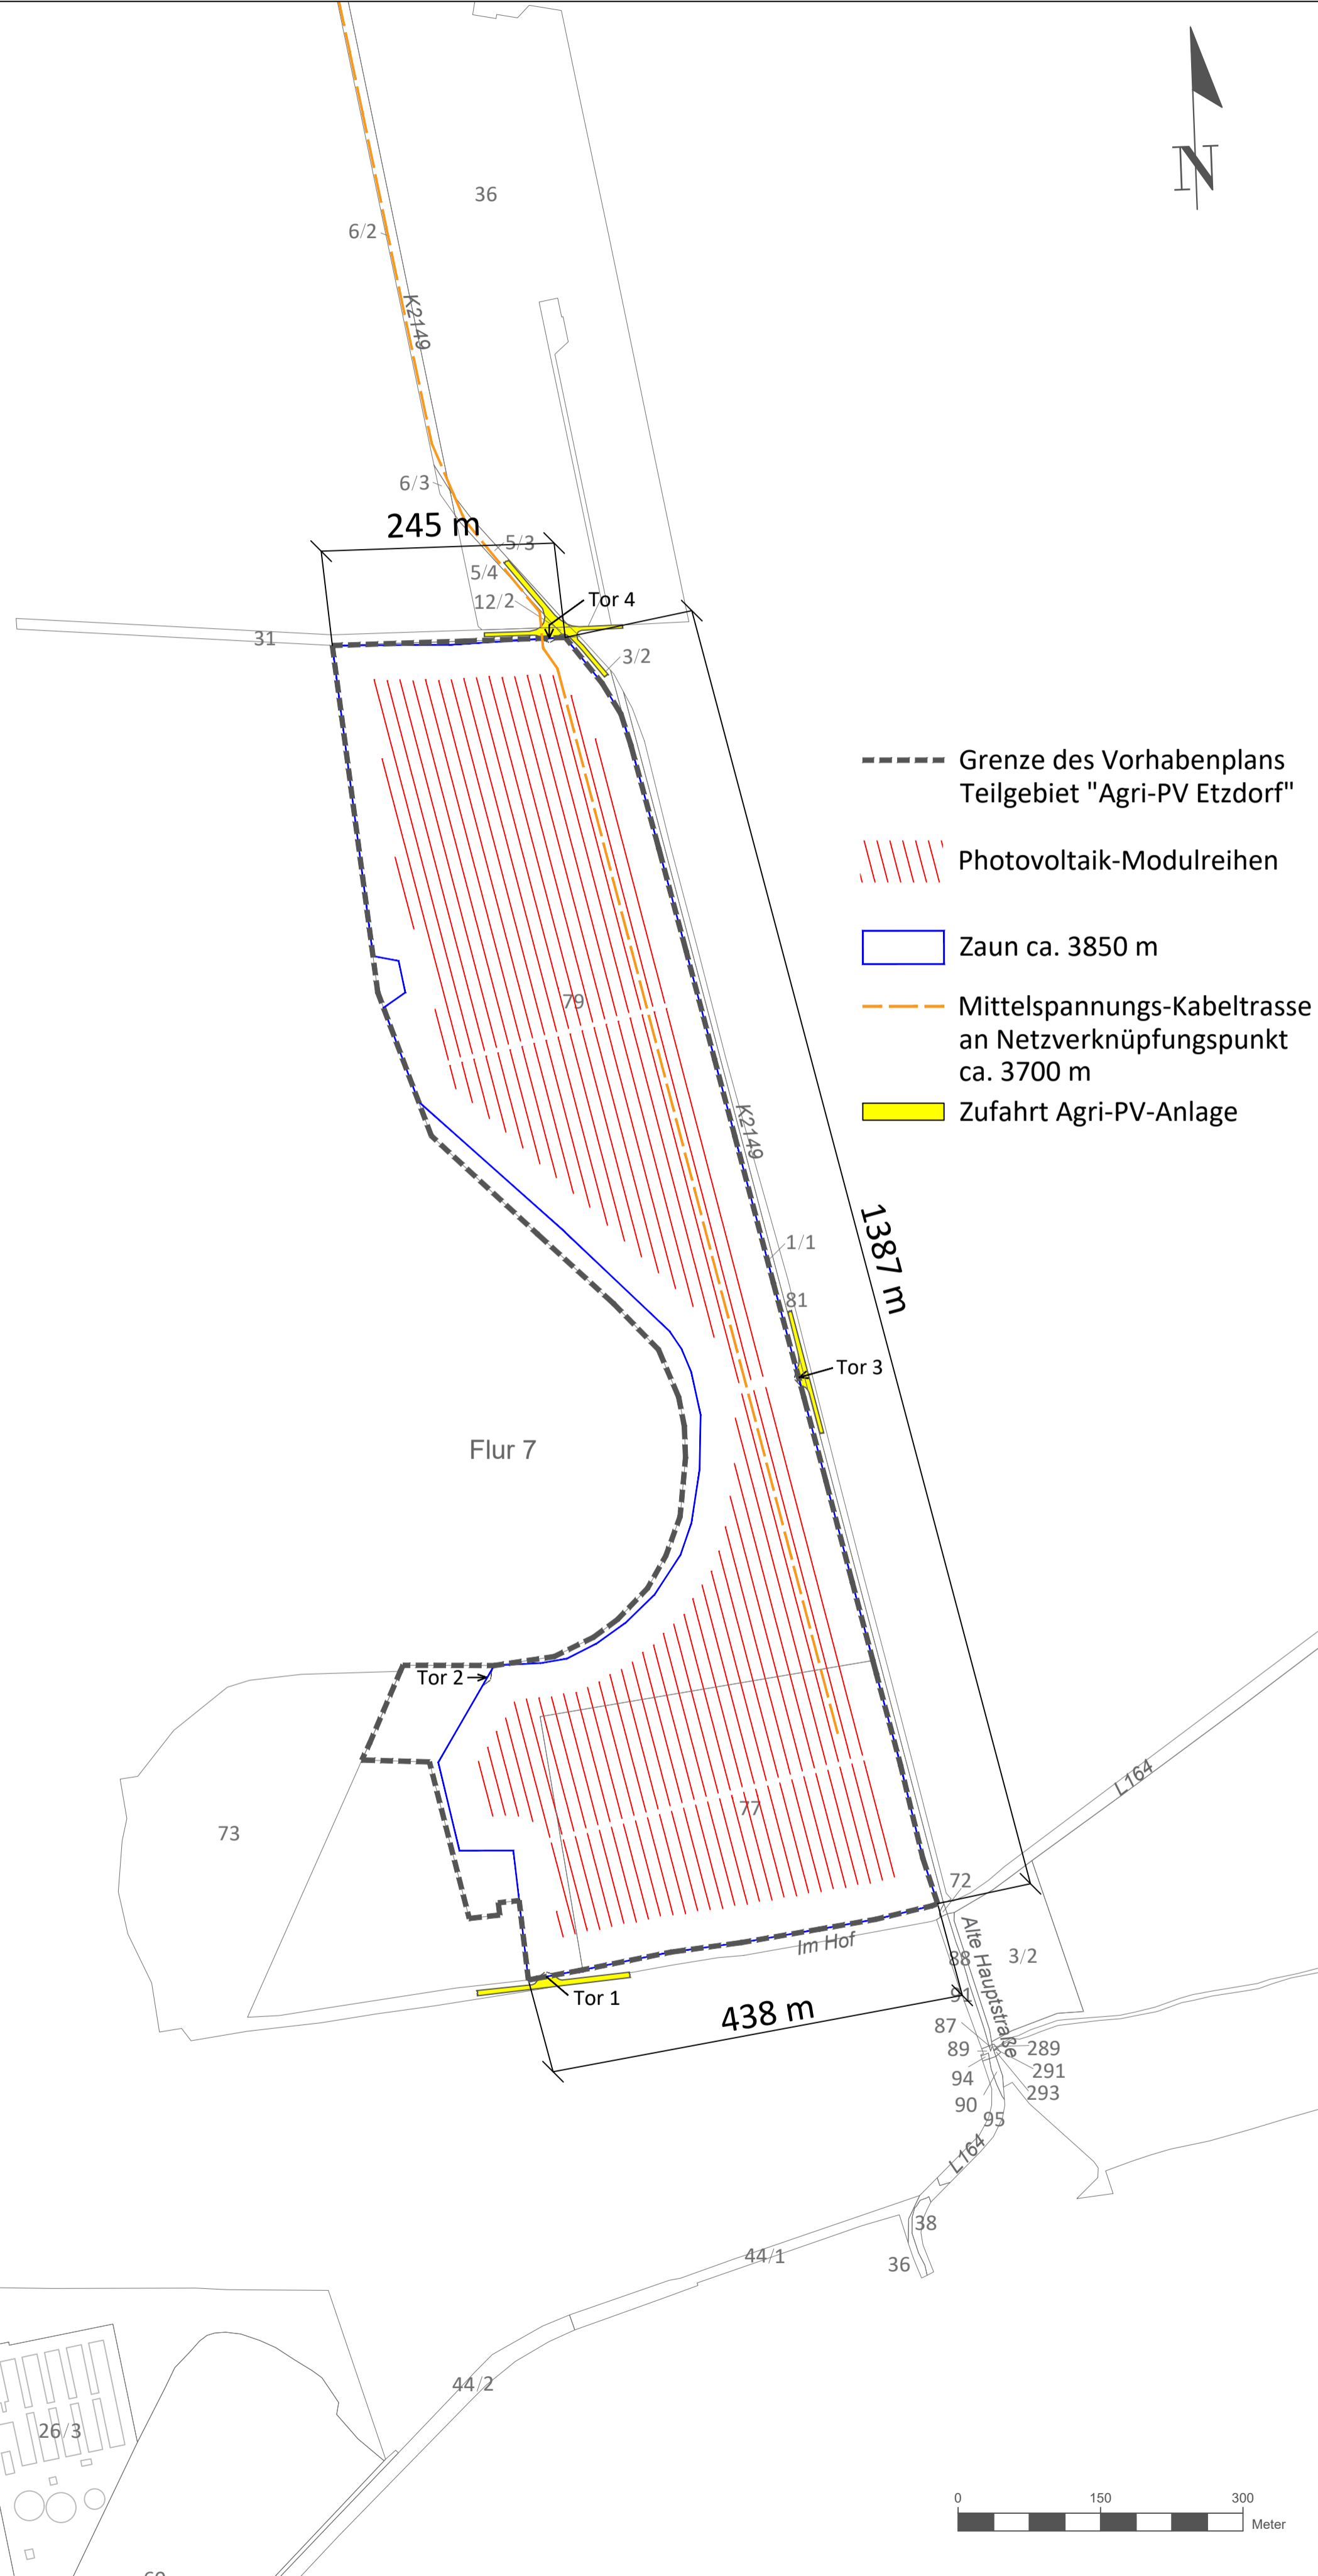 N
36
6/2
K2149
6/3
245 m
5/3
5/4
12/2
Tor 4
31
3/2
Grenze des Vorhabenplans
Teilgebiet "Agri-PV Etzdorf"
Photovoltaik-Modulreihen
Zaun ca. 3850 m
Mittelspannungs-Kabeltrasse
an Netzverknüpfungspunkt
ca. 3700 m
Zufahrt Agri-PV-Anlage
79
K2149
1/1
1387 m
81
Tor 3
Flur 7
Tor 2
L164
77
73
72
Im Hof
Alte Hauptstraße
88
3/2
91
Tor 1
438 m
87
89
289
94
291
293
90
95
L164
38
36
44/1
44/2
26/3
0 150 300
Meter